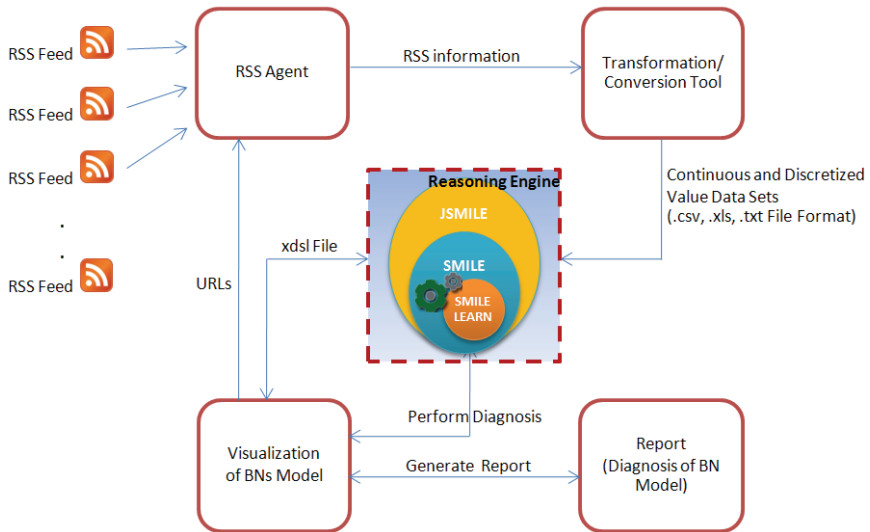 RSS Feed
RSS Feed
RSS Feed
.
.
RSS Feed
RSS Agent
RSS information
Transformation/
Conversion Tool
Continuous and Discretized
Value Data Sets
(.csv, .xls, .txt File Format)
Reasoning Engine
JSMILE
SMILE
SMILE
LEARN
xdsl File
URLs
Perform Diagnosis
Visualization
of BNs Model
Generate Report
Report
(Diagnosis of BN
Model)